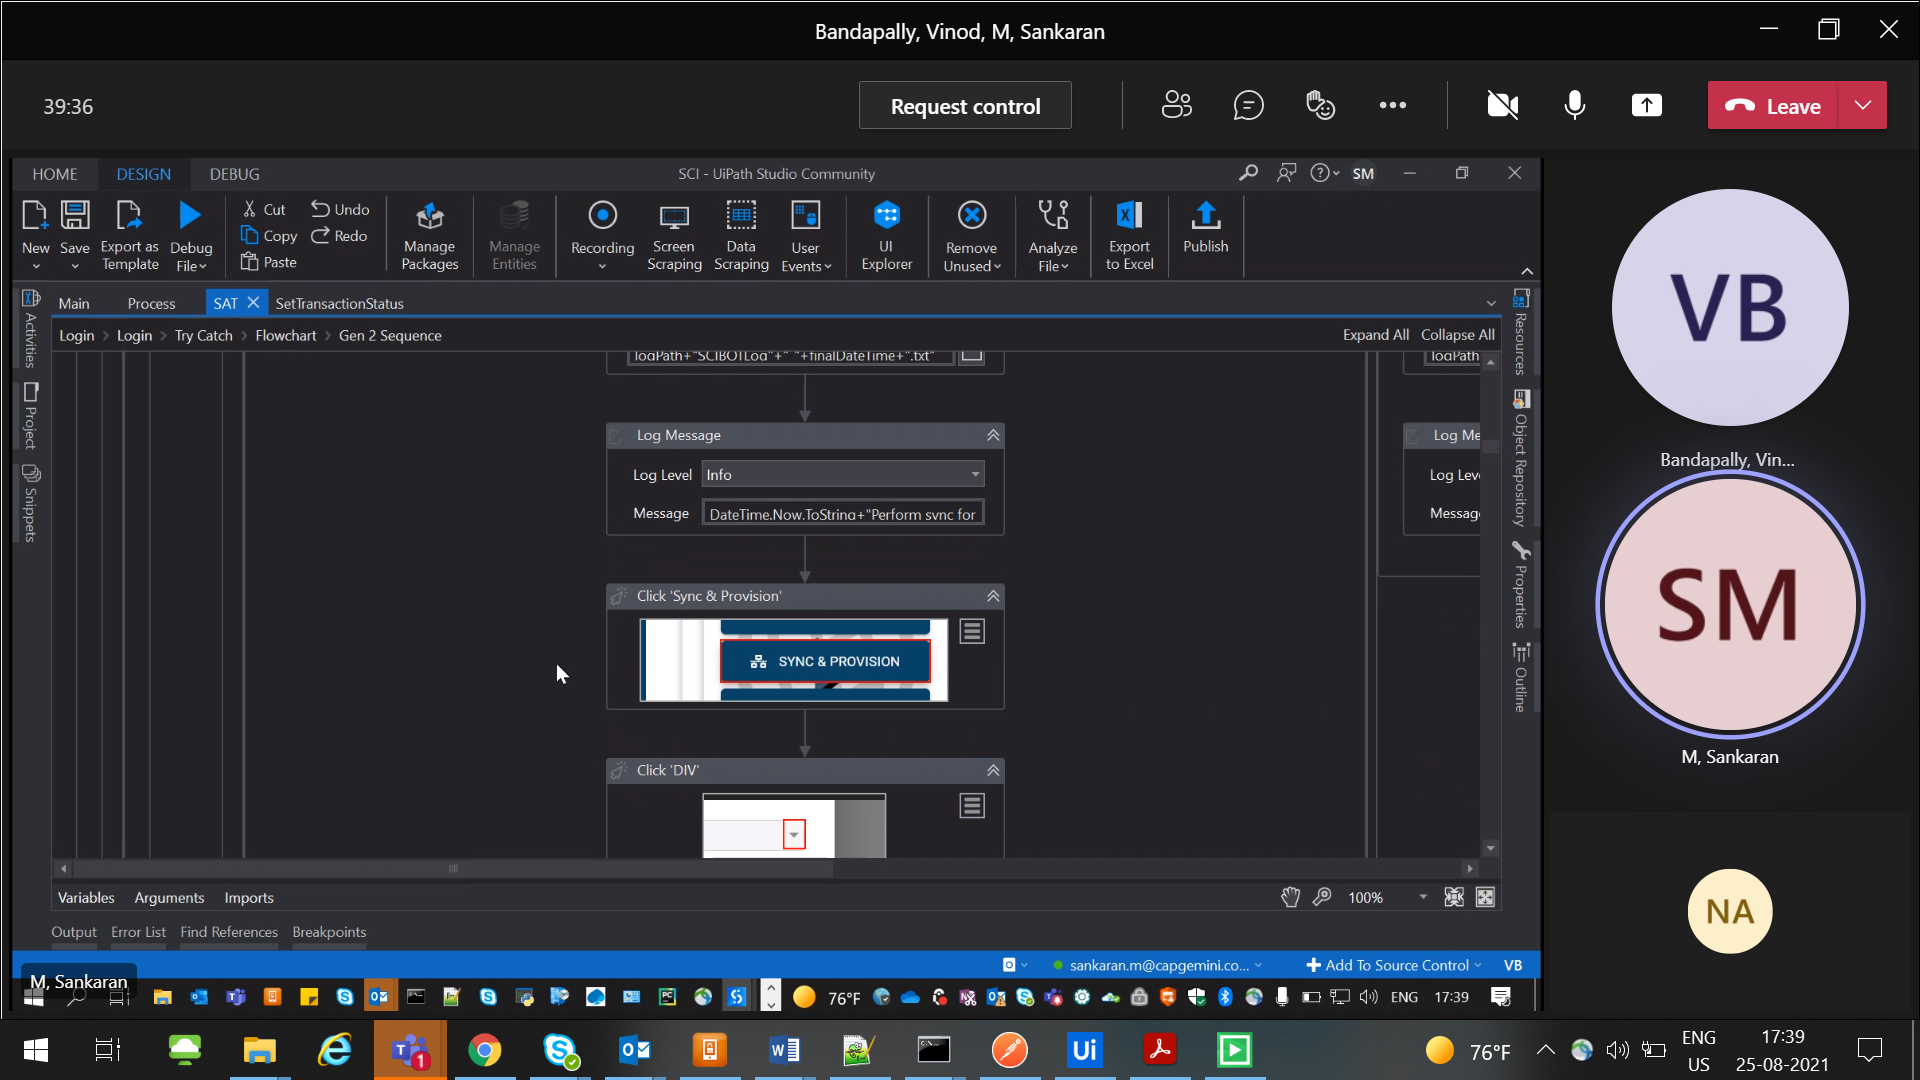 Bandapally, Vinod, M, Sankaran
39:36
Request control
Leave
HOME DESIGN DEBUG
SCI - UiPath Studio Community
SM
New
Save
Export as Template
Debug File
Cut
Copy
Paste
Undo
Redo
Manage Packages
Manage Entities
Recording
Screen Scraping
Data Scraping
User Events
UI Explorer
Remove Unused
Analyze File
Export to Excel
Publish
Main Process SAT SetTransactionStatus
Login > Login > Try Catch > Flowchart > Gen 2 Sequence
Expand All Collapse All
Activities
Project
Snippets
logPath+"SCIBOTLog"+"_"+finalDateTime+".txt"
logPath
Log Message
Log Level Info
Message DateTime.Now.ToString+"Perform sync for
Log Me
Log Lev
Messag
Click 'Sync & Provision'
SYNC & PROVISION
Click 'DIV'
Resources
Object Repository
Properties
Outline
Variables Arguments Imports
100%
Output Error List Find References Breakpoints
sankaran.m@capgemini.co...
Add To Source Control
VB
M, Sankaran
76°F
ENG 17:39
VB
Bandapally, Vin...
SM
M, Sankaran
NA
1
Ui
76°F
ENG
US
17:39
25-08-2021